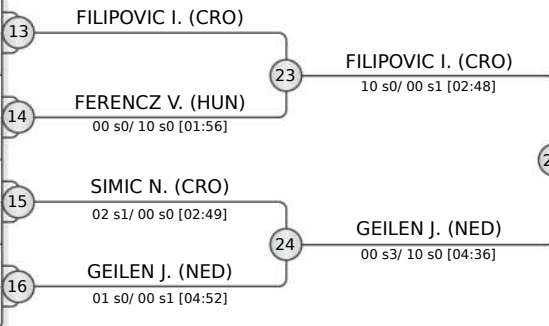 FILIPOVIC I. (CRO)
13
FILIPOVIC I. (CRO)
23
10 s0/ 00 s1 [02:48]
FERENCZ V. (HUN)
14
00 s0/ 10 s0 [01:56]
SIMIC N. (CRO)
15
02 s1/ 00 s0 [02:49]
GEILEN J. (NED)
24
00 s3/ 10 s0 [04:36]
GEILEN J. (NED)
16
01 s0/ 00 s1 [04:52]